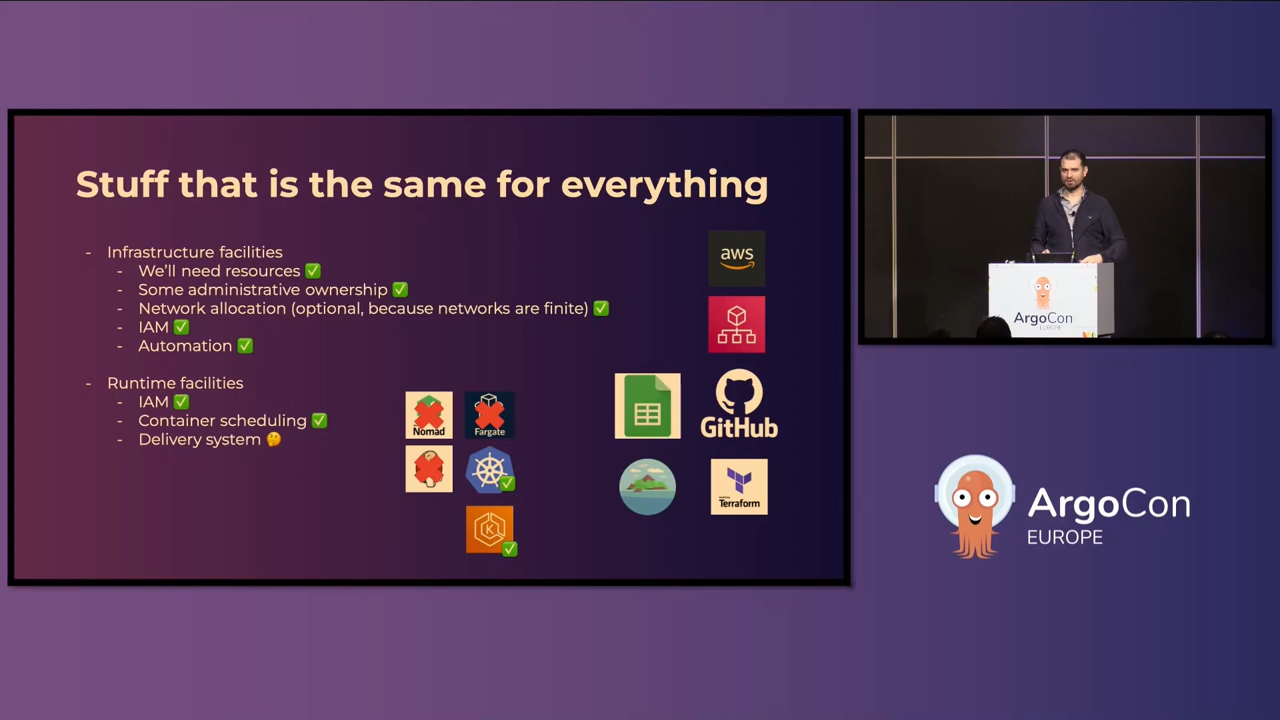 Stuff that is the same for everything
- Infrastructure facilities
- We'll need resources ✅
- Some administrative ownership ✅
- Network allocation (optional, because networks are finite) ✅
- IAM ✅
- Automation ✅
- Runtime facilities
- IAM ✅
- Container scheduling ✅
- Delivery system 🤔
Nomad
Fargate
K
aws
GitHub
HashiCorp
Terraform
ArgoCon
EUROPE
ArgoCon
EUROPE